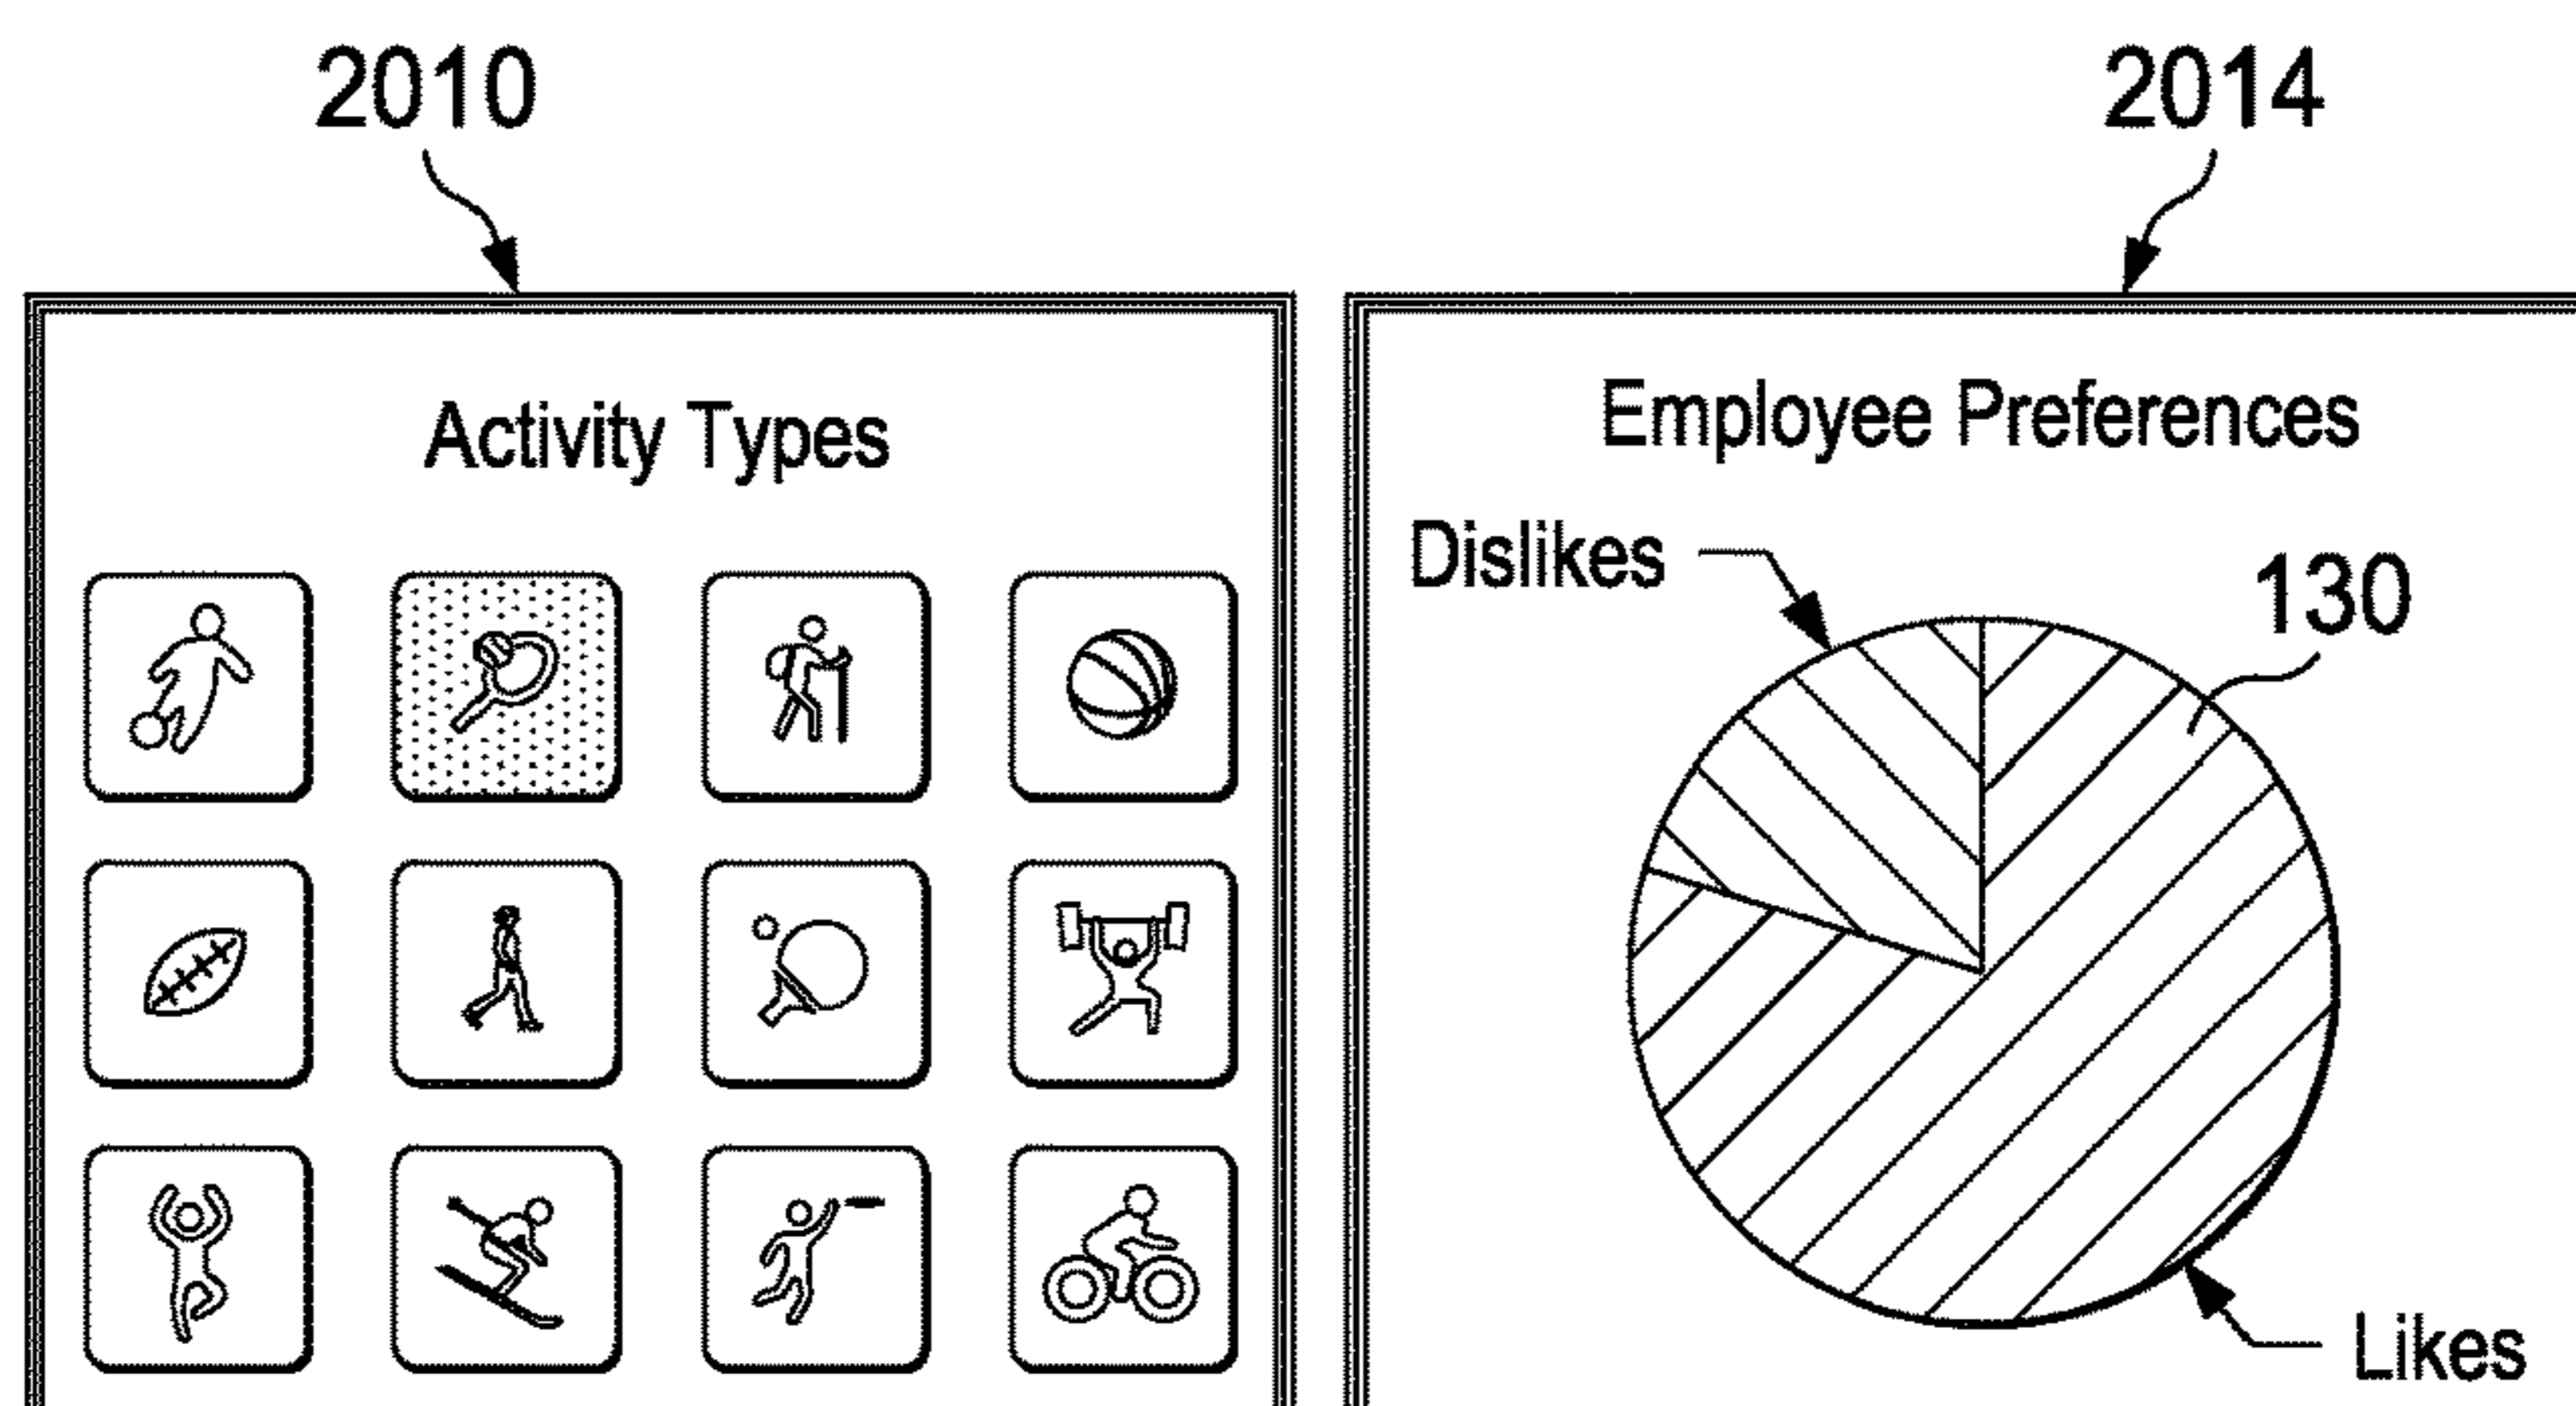 2010
2014
Activity Types
Employee Preferences
Dislikes
130
Likes